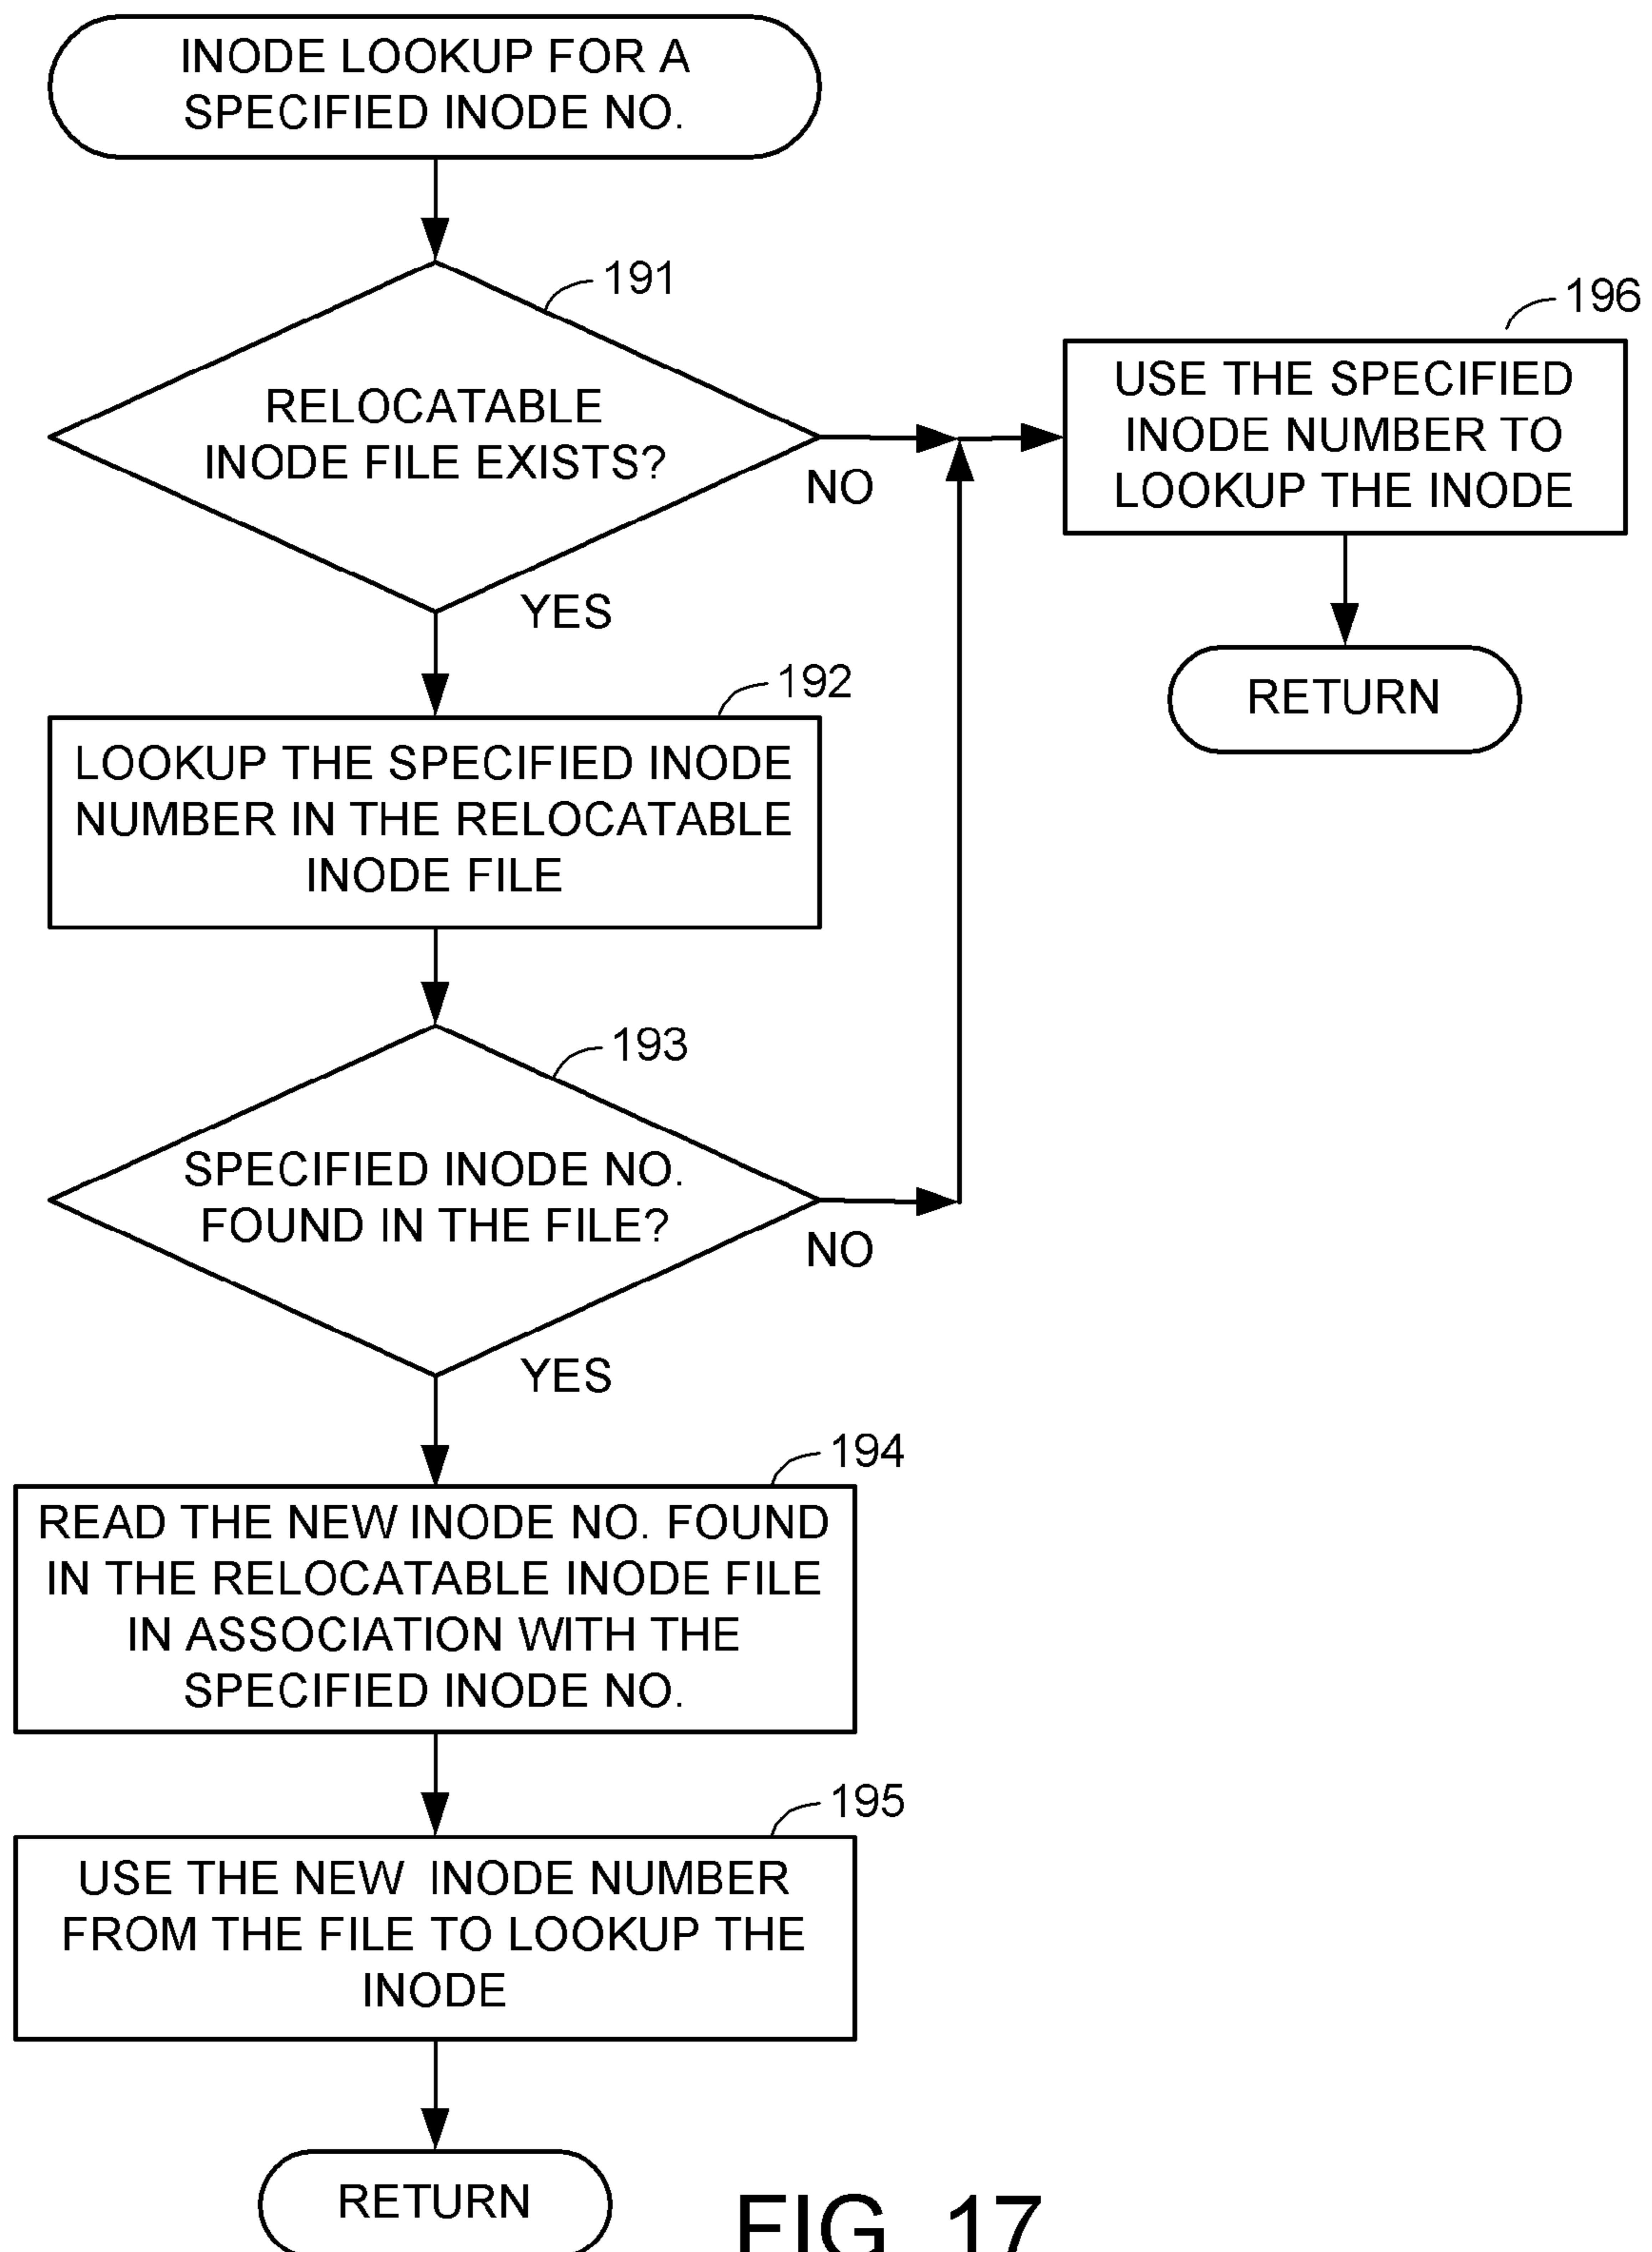 INODE LOOKUP FOR A
SPECIFIED INODE NO.
191
RELOCATABLE
INODE FILE EXISTS?
NO
YES
196
USE THE SPECIFIED
INODE NUMBER TO
LOOKUP THE INODE
RETURN
192
LOOKUP THE SPECIFIED INODE
NUMBER IN THE RELOCATABLE
INODE FILE
193
SPECIFIED INODE NO.
FOUND IN THE FILE?
NO
YES
194
READ THE NEW INODE NO. FOUND
IN THE RELOCATABLE INODE FILE
IN ASSOCIATION WITH THE
SPECIFIED INODE NO.
195
USE THE NEW INODE NUMBER
FROM THE FILE TO LOOKUP THE
INODE
RETURN
FIG. 17